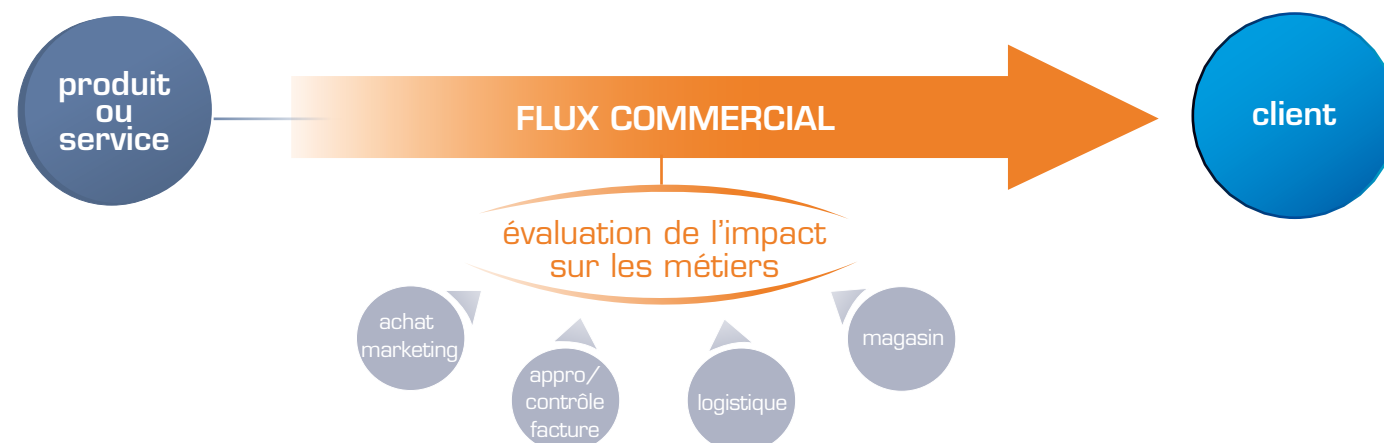 produit
ou
service
FLUX COMMERCIAL
client
évaluation de l'impact
sur les métiers
achat
marketing
appro/
contrôle
facture
logistique
magasin